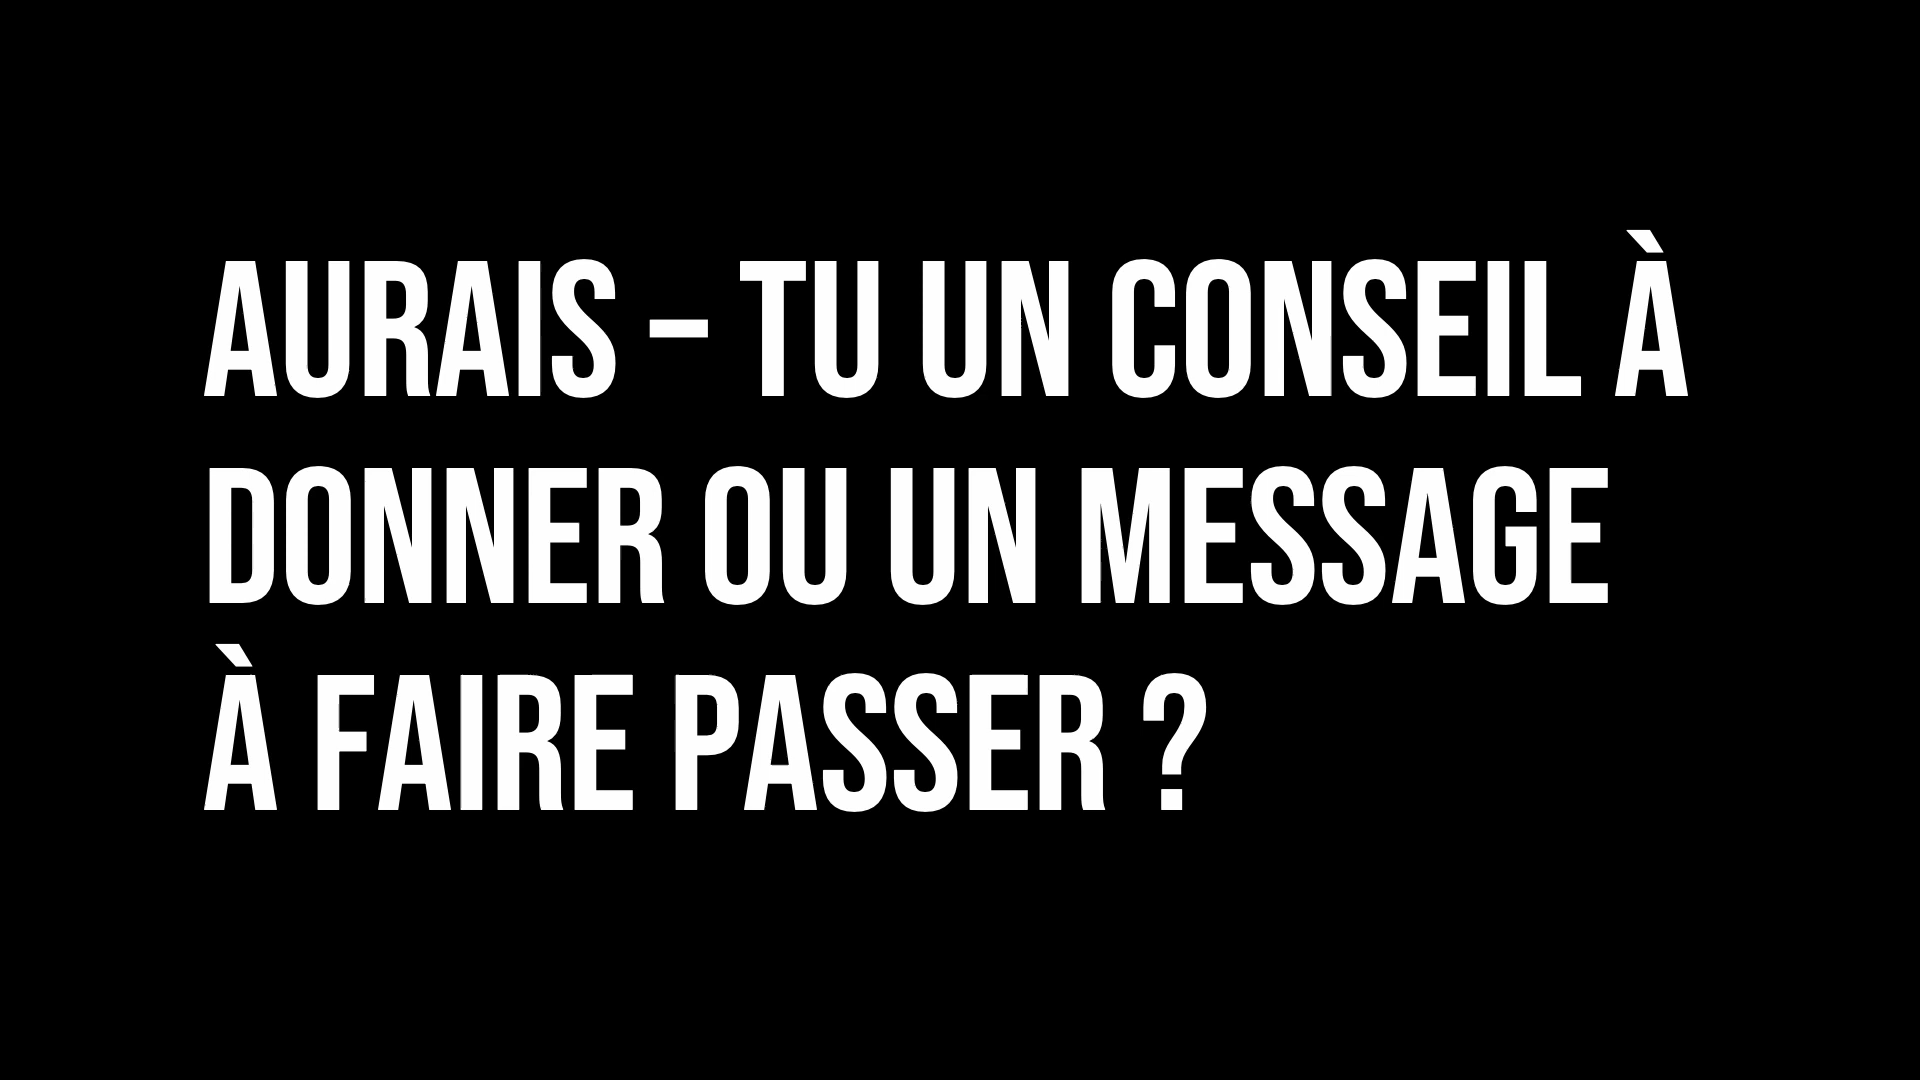 AURAIS – TU UN CONSEIL À
DONNER OU UN MESSAGE
À FAIRE PASSER ?